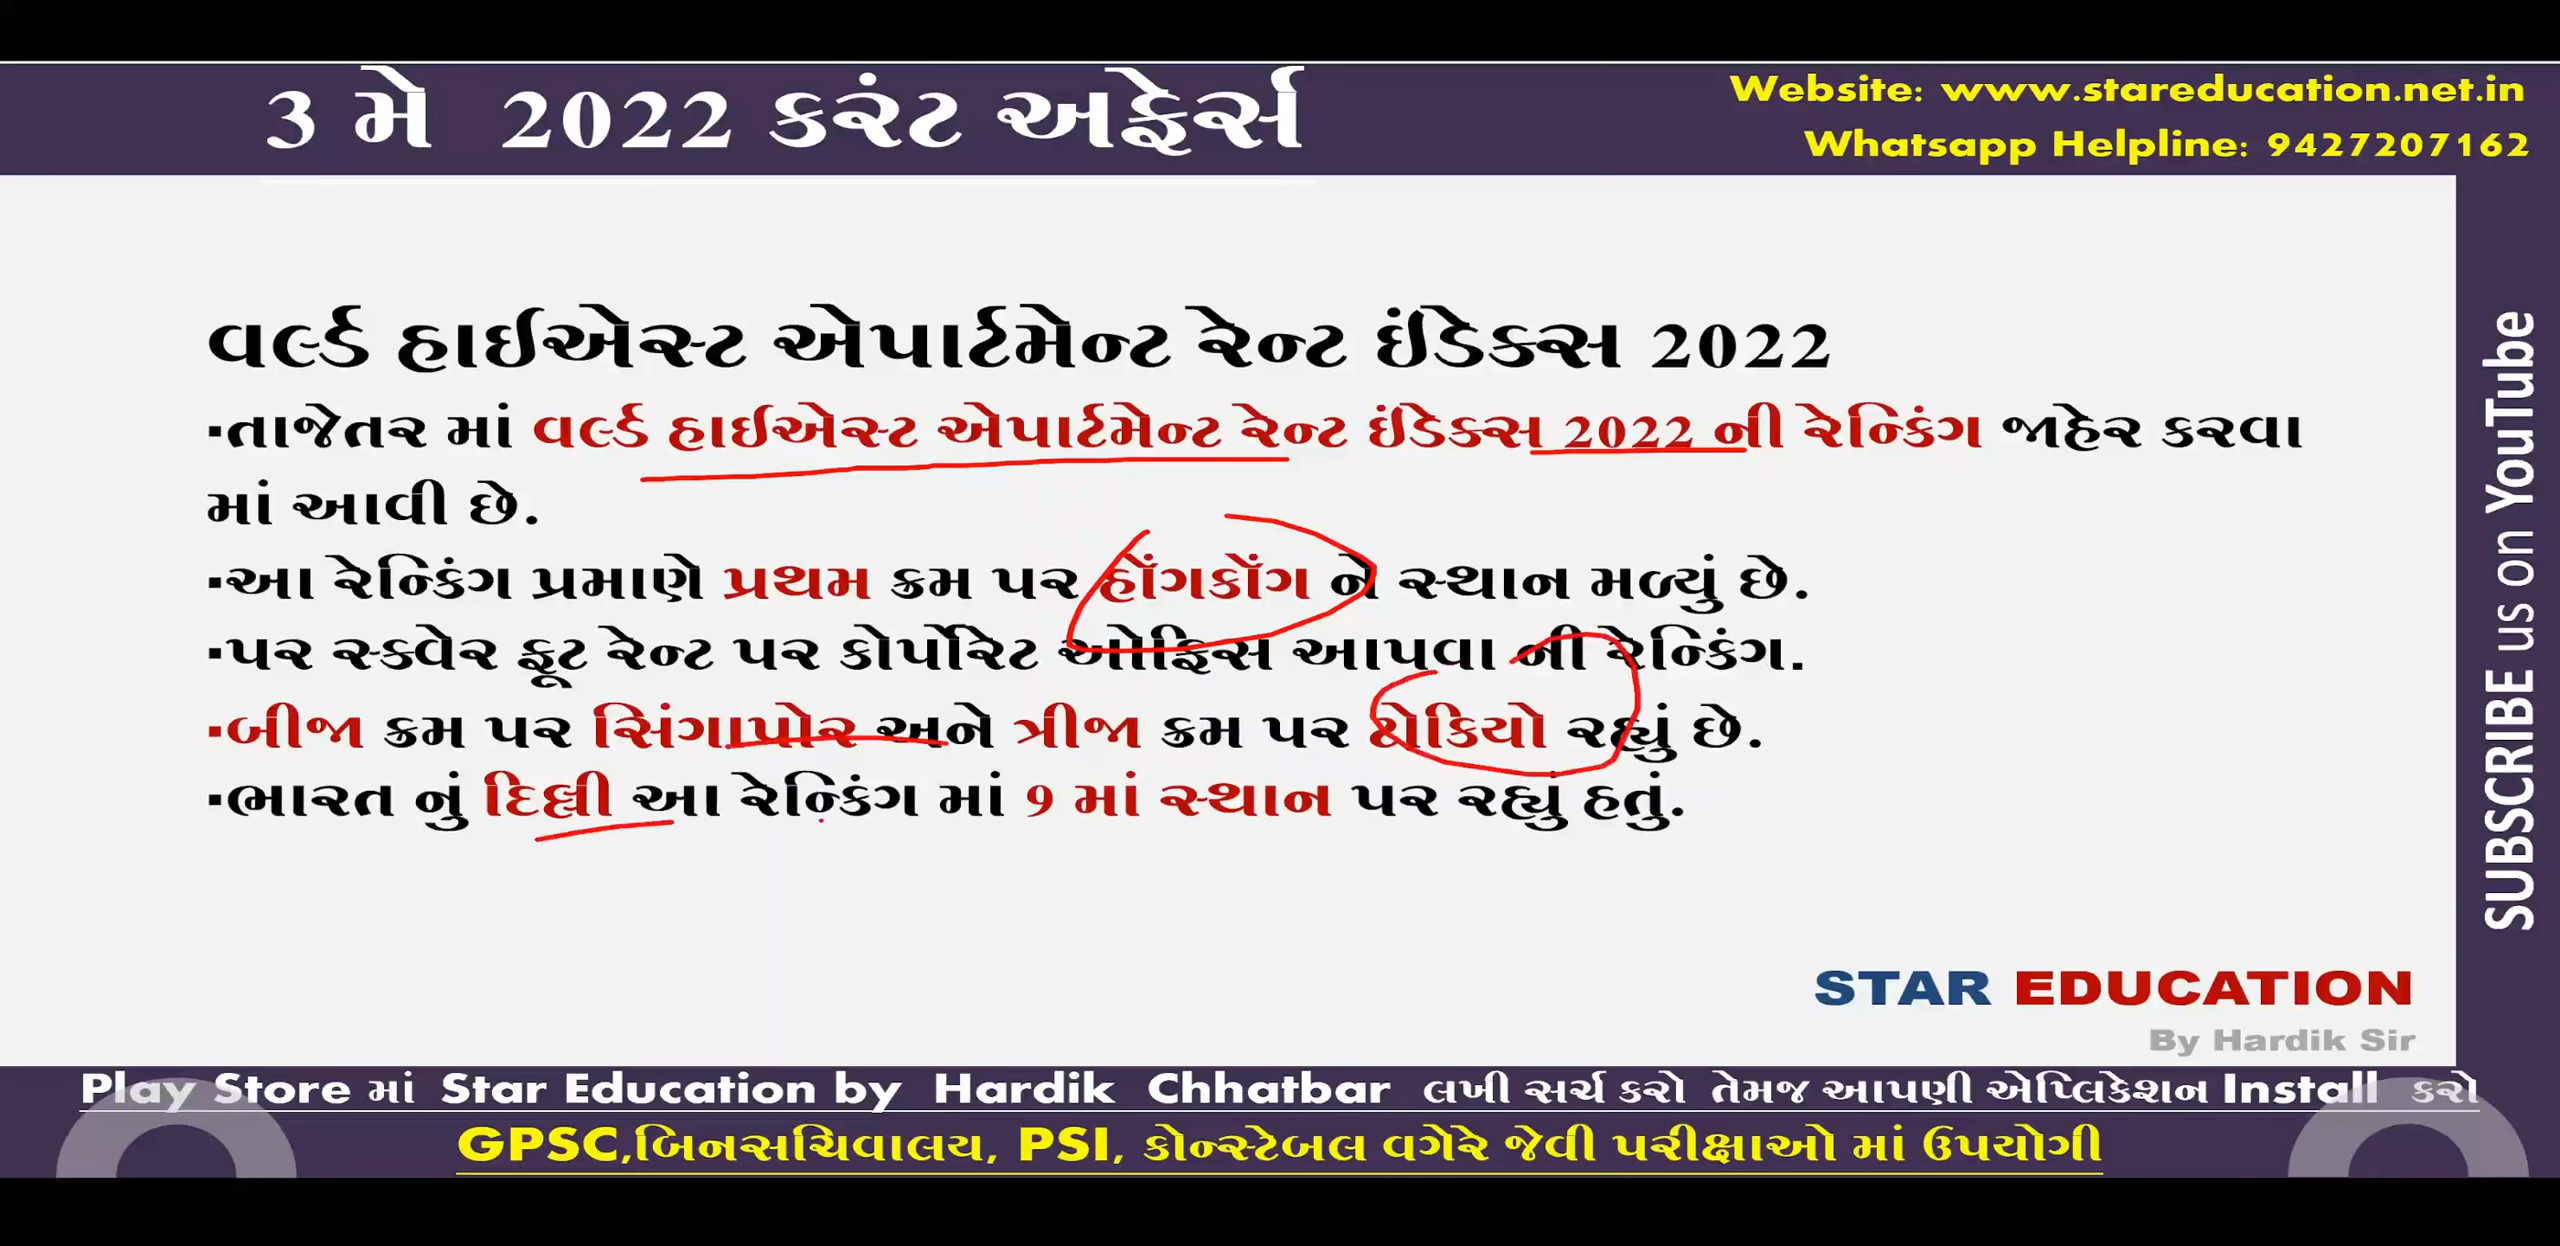 3 મે 2022 કરંટ અફેર્સ
Website: www.stareducation.net.in
Whatsapp Helpline: 9427207162
વર્લ્ડ હાઈએસ્ટ એપાર્ટમેન્ટ રેન્ટ ઇંડેક્સ 2022
▪તાજેતર માં વર્લ્ડ હાઈએસ્ટ એપાર્ટમેન્ટ રેન્ટ ઇંડેક્સ 2022 ની રેન્કિંગ જાહેર કરવા
માં આવી છે.
▪આ રેન્કિંગ પ્રમાણે પ્રથમ ક્રમ પર હોંગકોંગ ને સ્થાન મળ્યું છે.
▪પર સ્ક્વેર ફૂટ રેન્ટ પર કોર્પોરેટ ઓફિસ આપવા ની રેન્કિંગ.
▪બીજા ક્રમ પર સિંગાપોર અને ત્રીજા ક્રમ પર ટોકિયો રહ્યું છે.
▪ભારત નું દિલ્લી આ રેન્કિંગ માં 9 માં સ્થાન પર રહ્યું હતું.
SUBSCRIBE us on YouTube
STAR EDUCATION
By Hardik Sir
Play Store માં Star Education by Hardik Chhatbar લખી સર્ચ કરો તેમજ આપણી એપ્લિકેશન Install કરો
GPSC,બિનસચિવાલય, PSI, કોન્સ્ટેબલ વગેરે જેવી પરીક્ષાઓ માં ઉપયોગી